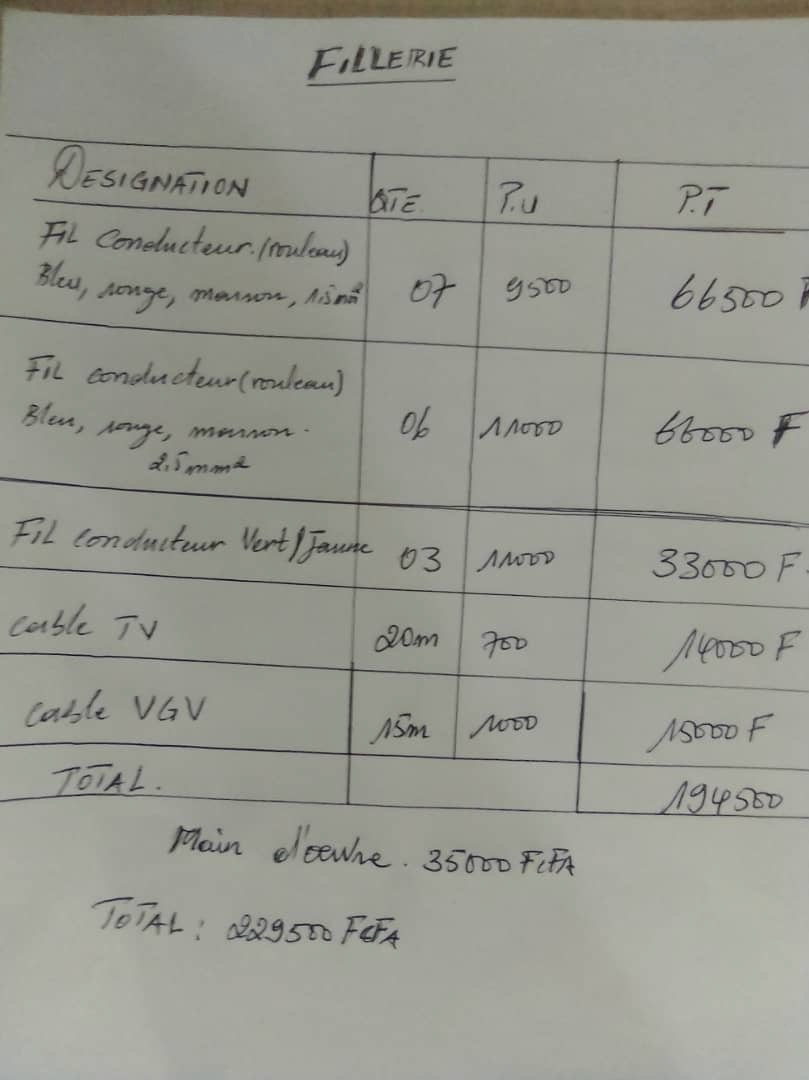 FILLERIE
DESIGNATION QTE. P.U P.T
Fil Conducteur.(rouleau)
Bleu, rouge, marron, 1.5mm² 07 9500 66500 F
Fil conducteur(rouleau)
Bleu, rouge, marron. 06 11000 66000 F
2.5mm²
Fil conducteur Vert/Jaune 03 11000 33000 F
Cable TV 20m 700 14000 F
Cable VGV 15m 1000 15000 F
TOTAL. 194500
Main d'oeuvre. 35000 FCFA
TOTAL: 229500 FCFA